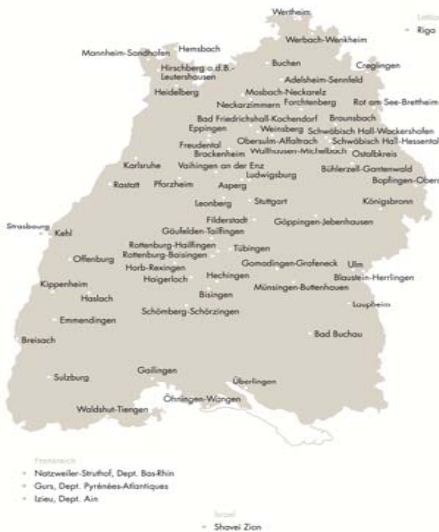 Wertheim
Riga
Werbach-Wenkheim
Hemsbach
Mannheim-Sandhofen
Buchen
Creglingen
Hirschberg a.d.B.-
Leutershausen
Adelsheim-Sennfeld
Heidelberg
Mosbach-Neckarelz
Neckarzimmern
Forchtenberg
Rot am See-Brettheim
Bad Friedrichshall-Kochendorf
Braunsbach
Eppingen
Weinsberg
Schwäbisch Hall-Wackershofen
Freudental
Obersulm-Affaltrach
Schwäbisch Hall-Hessental
Brackenheim
Wallhausen-Michelbach
Ostalbkreis
Karlsruhe
Vaihingen an der Enz
Bühlerzell-Gantenwald
Ludwigsburg
Rastatt
Pforzheim
Asperg
Bopfingen-Ober
Leonberg
Stuttgart
Königsbronn
Filderstadt
Göppingen-Jebenhausen
Strasbourg
Kehl
Gäufelden-Tailfingen
Rottenburg-Hailfingen
Tübingen
Rottenburg-Baisingen
Offenburg
Gomadingen-Grafeneck
Ulm
Horb-Rexingen
Hechingen
Blaustein-Herrlingen
Kippenheim
Haigerloch
Münsingen-Buttenhausen
Haslach
Bisingen
Laupheim
Schömberg-Schörzingen
Emmendingen
Bad Buchau
Breisach
Gailingen
Sulzburg
Überlingen
Öhningen-Wangen
Waldshut-Tiengen
Frankreich
Natzweiler-Struthof, Dept. Bas-Rhin
Gurs, Dept. Pyrénées-Atlantiques
Izieu, Dept. Ain
Israel
Shavei Zion